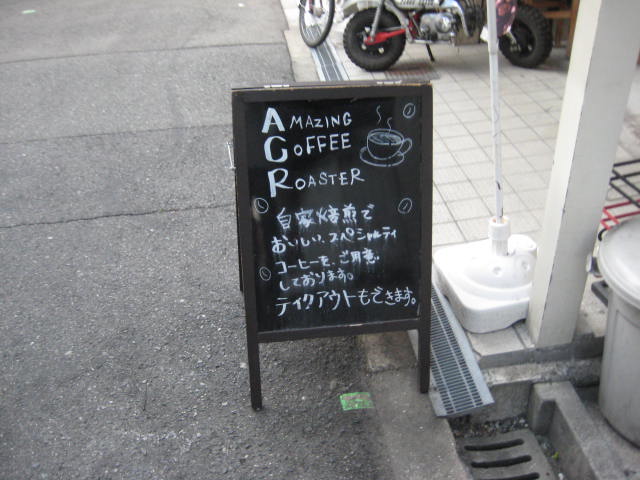 AMAZING
COFFEE
ROASTER
自家焙煎で
おいしい、スペシャルティ
コーヒーを、ご用意
しております。
テイクアウトもできます。